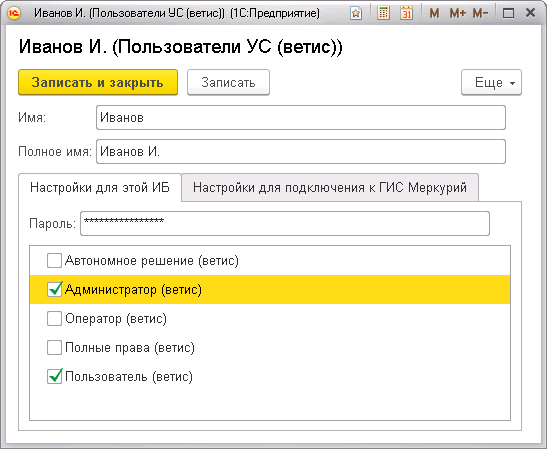 Иванов И. (Пользователи УС (ветис)) (1С:Предприятие)
M M+ M-
Иванов И. (Пользователи УС (ветис))
Записать и закрыть Записать Еще
Имя: Иванов
Полное имя: Иванов И.
Настройки для этой ИБ Настройки для подключения к ГИС Меркурий
Пароль: ****************
Автономное решение (ветис)
Администратор (ветис)
Оператор (ветис)
Полные права (ветис)
Пользователь (ветис)